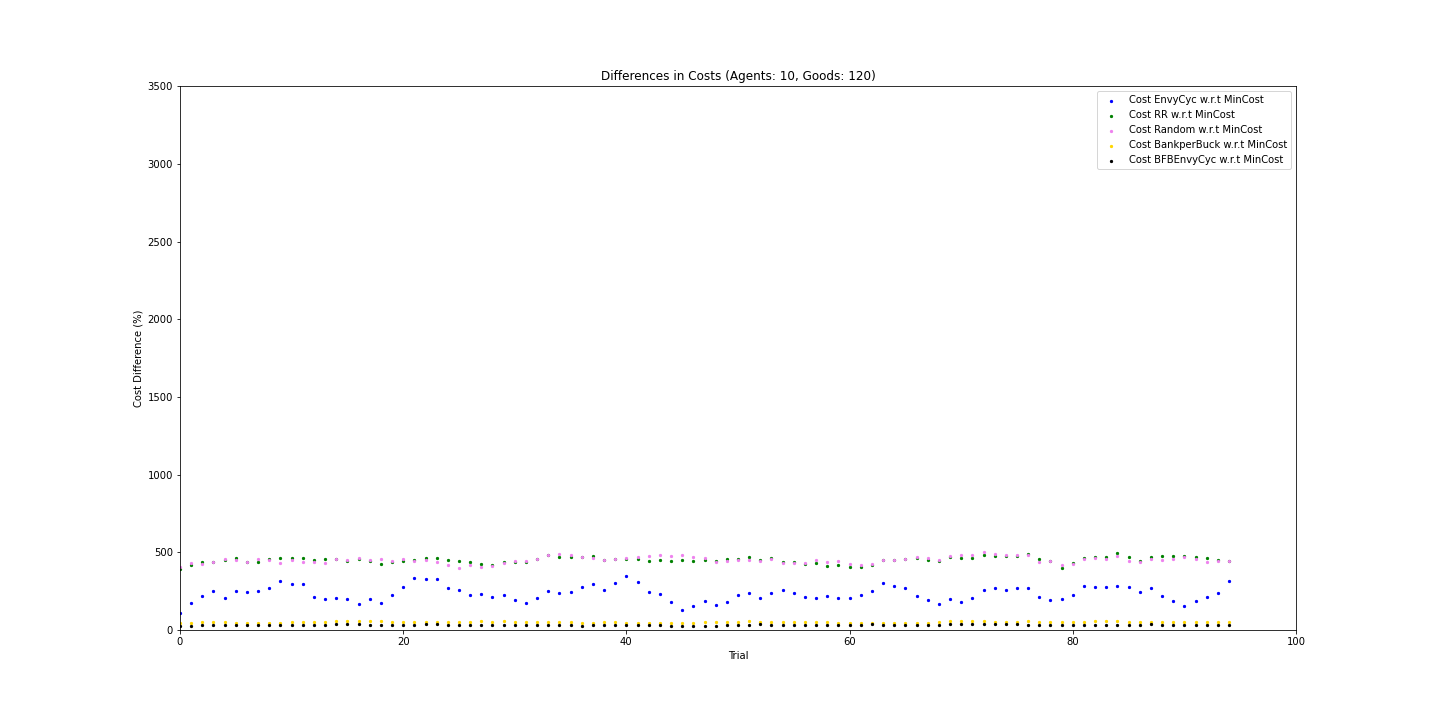 Differences in Costs (Agents: 10, Goods: 120)
3500
3000
2500
2000
1500
1000
500
0
Cost Difference (%)
Cost EnvyCyc w.r.t MinCost
Cost RR w.r.t MinCost
Cost Random w.r.t MinCost
Cost BankperBuck w.r.t MinCost
Cost BFBEnvyCyc w.r.t MinCost
0 20 40 60 80 100
Trial